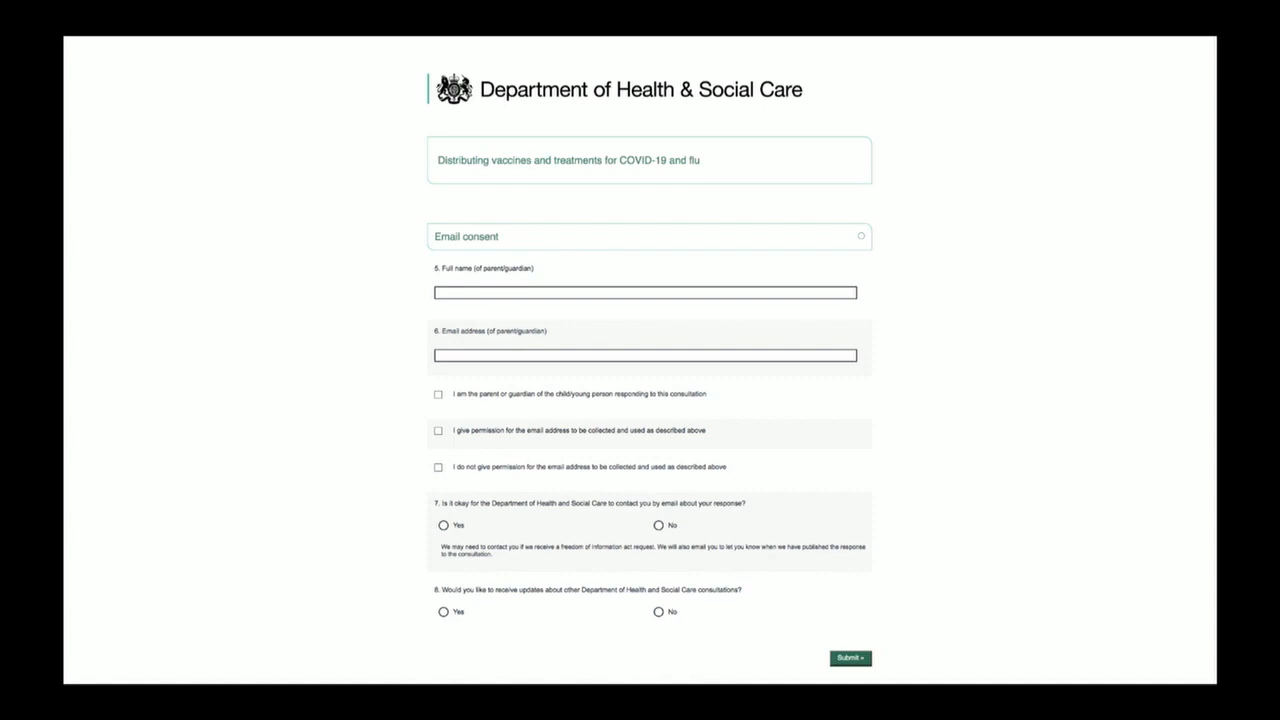 Department of Health & Social Care
Distributing vaccines and treatments for COVID-19 and flu
Email consent
5. Full name (of parent/guardian)
6. Email address (of parent/guardian)
I am the parent or guardian of the child/young person responding to this consultation
I give permission for the email address to be collected and used as described above
I do not give permission for the email address to be collected and used as described above
7. Is it okay for the Department of Health and Social Care to contact you by email about your response?
Yes No
We may need to contact you if we receive a freedom of information act request. We will also email you to let you know when we have published the response
to the consultation.
8. Would you like to receive updates about other Department of Health and Social Care consultations?
Yes No
Submit »